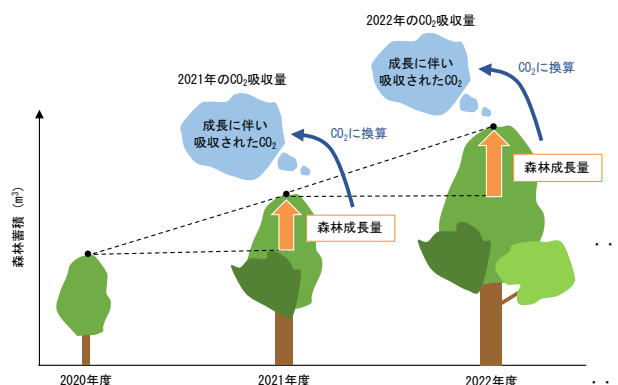 2022年のCO₂吸収量
成長に伴い
吸収されたCO₂
CO₂に換算
2021年のCO₂吸収量
成長に伴い
吸収されたCO₂
CO₂に換算
森林成長量
森林成長量
森林蓄積（m³）
2020年度
2021年度
2022年度